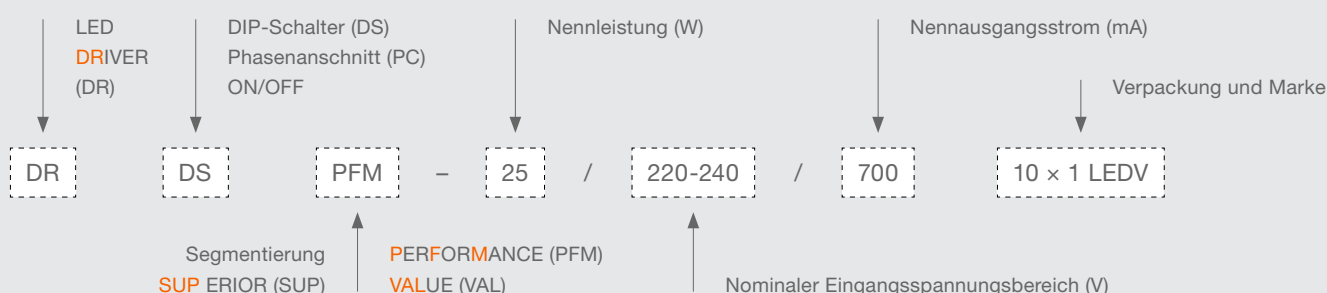 LED
DRIVER
(DR)
DIP-Schalter (DS)
Phasenanschnitt (PC)
ON/OFF
Nennleistung (W)
Nennausgangsstrom (mA)
Verpackung und Marke
DR DS PFM – 25 / 220-240 / 700 10 × 1 LEDV
Segmentierung
SUP ERIOR (SUP)
PERFORMANCE (PFM)
VALUE (VAL)
Nominaler Eingangsspannungsbereich (V)